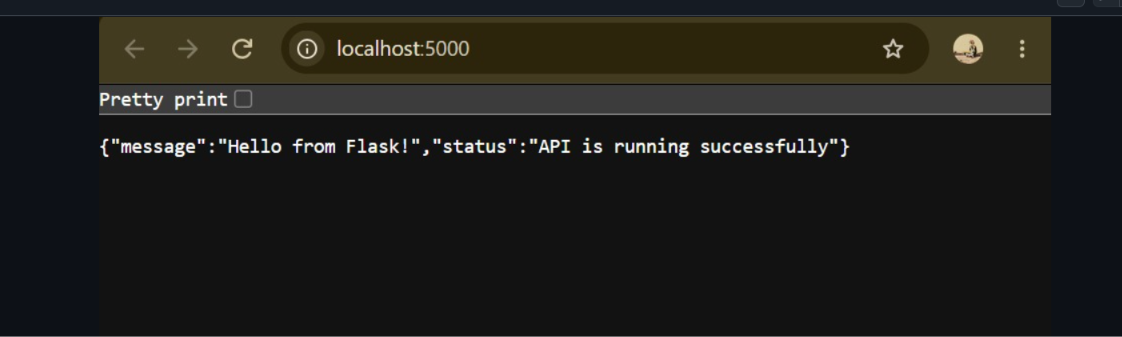 localhost:5000
Pretty print
{"message":"Hello from Flask!","status":"API is running successfully"}